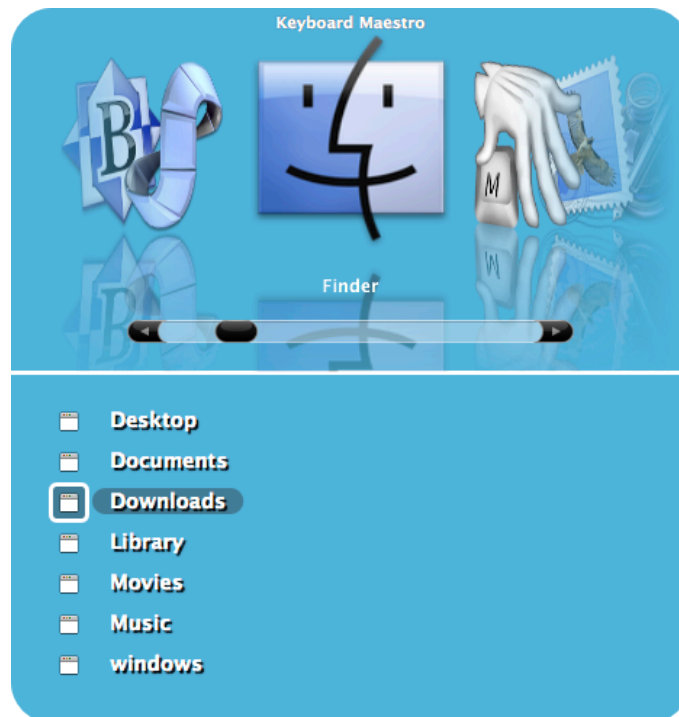 Keyboard Maestro
B
M
Finder
Desktop
Documents
Downloads
Library
Movies
Music
windows